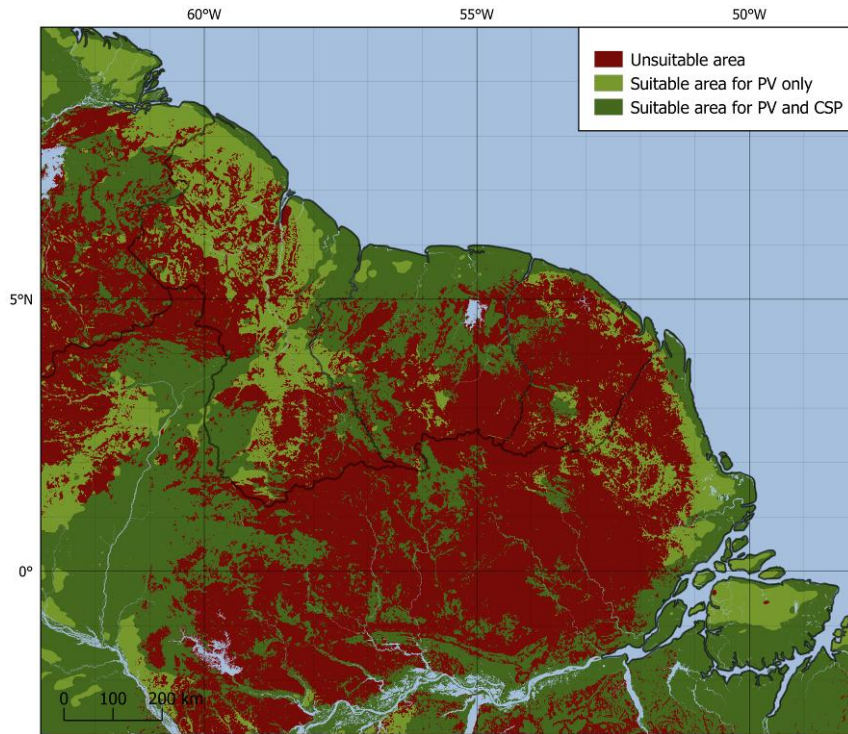 60°W 55°W 50°W
Unsuitable area
Suitable area for PV only
Suitable area for PV and CSP
5°N
0°
0 100 200 km